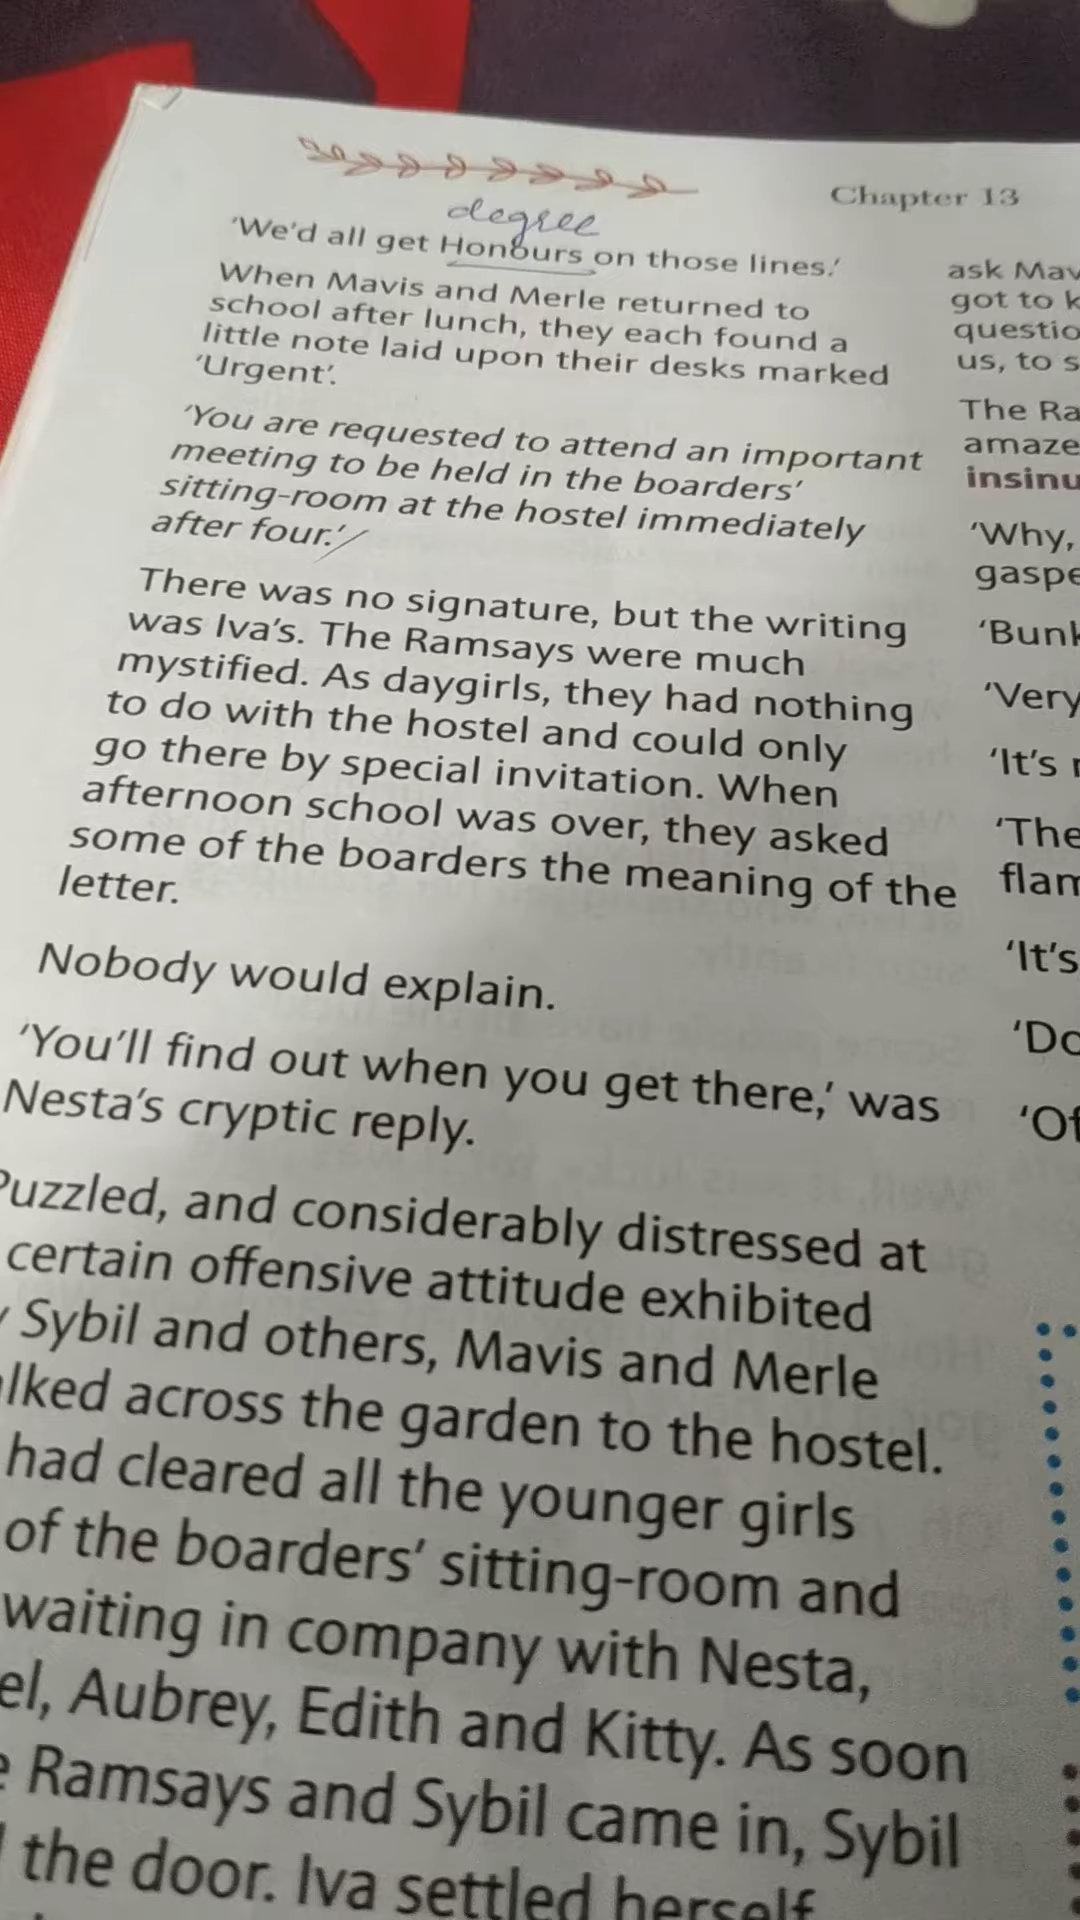 Chapter 13
degree
‘We’d all get Honours on those lines.’
When Mavis and Merle returned to
school after lunch, they each found a
little note laid upon their desks marked
‘Urgent’.
‘You are requested to attend an important
meeting to be held in the boarders’
sitting-room at the hostel immediately
after four.’
There was no signature, but the writing
was Iva’s. The Ramsays were much
mystified. As daygirls, they had nothing
to do with the hostel and could only
go there by special invitation. When
afternoon school was over, they asked
some of the boarders the meaning of the
letter.
Nobody would explain.
‘You’ll find out when you get there,’ was
Nesta’s cryptic reply.
Puzzled, and considerably distressed at
certain offensive attitude exhibited
Sybil and others, Mavis and Merle
across the garden to the hostel.
had cleared all the younger girls
of the boarders’ sitting-room and
waiting in company with Nesta,
Aubrey, Edith and Kitty. As soon
Ramsays and Sybil came in, Sybil
the door. Iva settled herself
ask
got to
us, to
The
‘Why,
‘Very
‘It’s
‘It’s